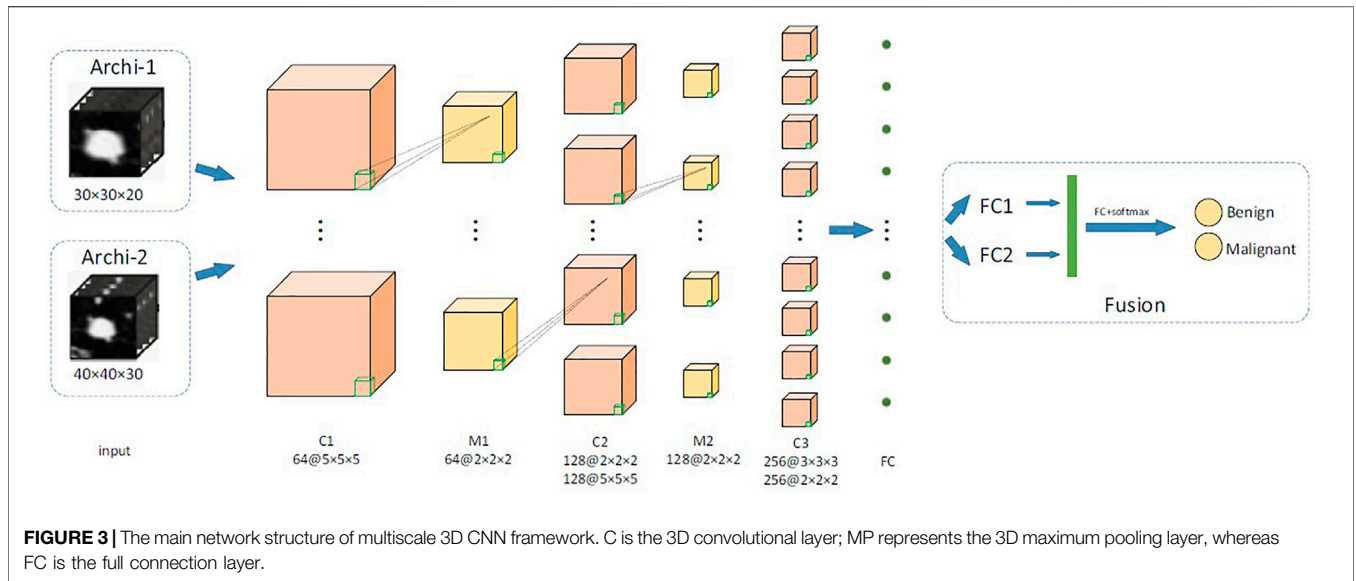 Archi-1
30×30×20
Archi-2
40×40×30
input
C1
64@5×5×5
M1
64@2×2×2
C2
128@2×2×2
128@5×5×5
M2
128@2×2×2
C3
256@3×3×3
256@2×2×2
FC
FC1
FC2
FC+softmax
Benign
Malignant
Fusion
FIGURE 3 | The main network structure of multiscale 3D CNN framework. C is the 3D convolutional layer; MP represents the 3D maximum pooling layer, whereas
FC is the full connection layer.